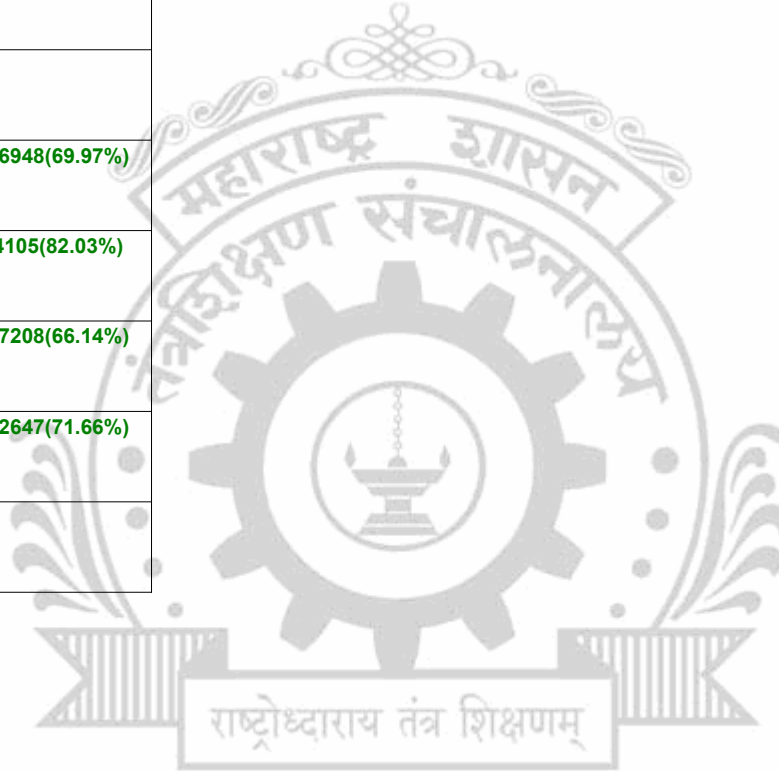 6948(69.97%)
4105(82.03%)
7208(66.14%)
2647(71.66%)
महाराष्ट्र शासन
तंत्रशिक्षण संचालनालय
राष्ट्रोध्दाराय तंत्र शिक्षणम्